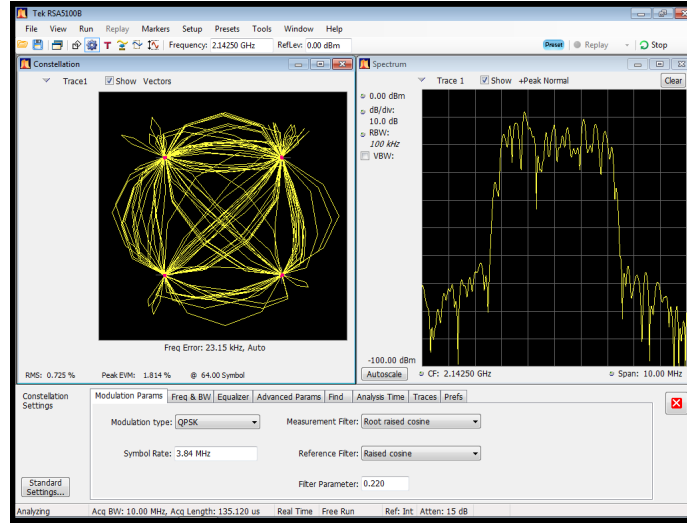 Tek RSA5100B
File View Run Replay Markers Setup Presets Tools Window Help
Frequency: 2.14250 GHz RefLev: 0.00 dBm Preset Replay Stop
Constellation
Trace1 Show Vectors
Freq Error: 23.15 kHz, Auto
RMS: 0.725 % Peak EVM: 1.814 % @ 64.00 Symbol
Spectrum
Trace 1 Show +Peak Normal Clear
0.00 dBm
dB/div:
10.0 dB
RBW:
100 kHz
VBW:
-100.00 dBm
Autoscale CF: 2.14250 GHz Span: 10.00 MHz
Constellation
Settings
Modulation Params Freq & BW Equalizer Advanced Params Find Analysis Time Traces Prefs
Modulation type: QPSK Measurement Filter: Root raised cosine
Symbol Rate: 3.84 MHz Reference Filter: Raised cosine
Filter Parameter: 0.220
Standard
Settings...
Analyzing Acq BW: 10.00 MHz, Acq Length: 135.120 us Real Time Free Run Ref: Int Atten: 15 dB